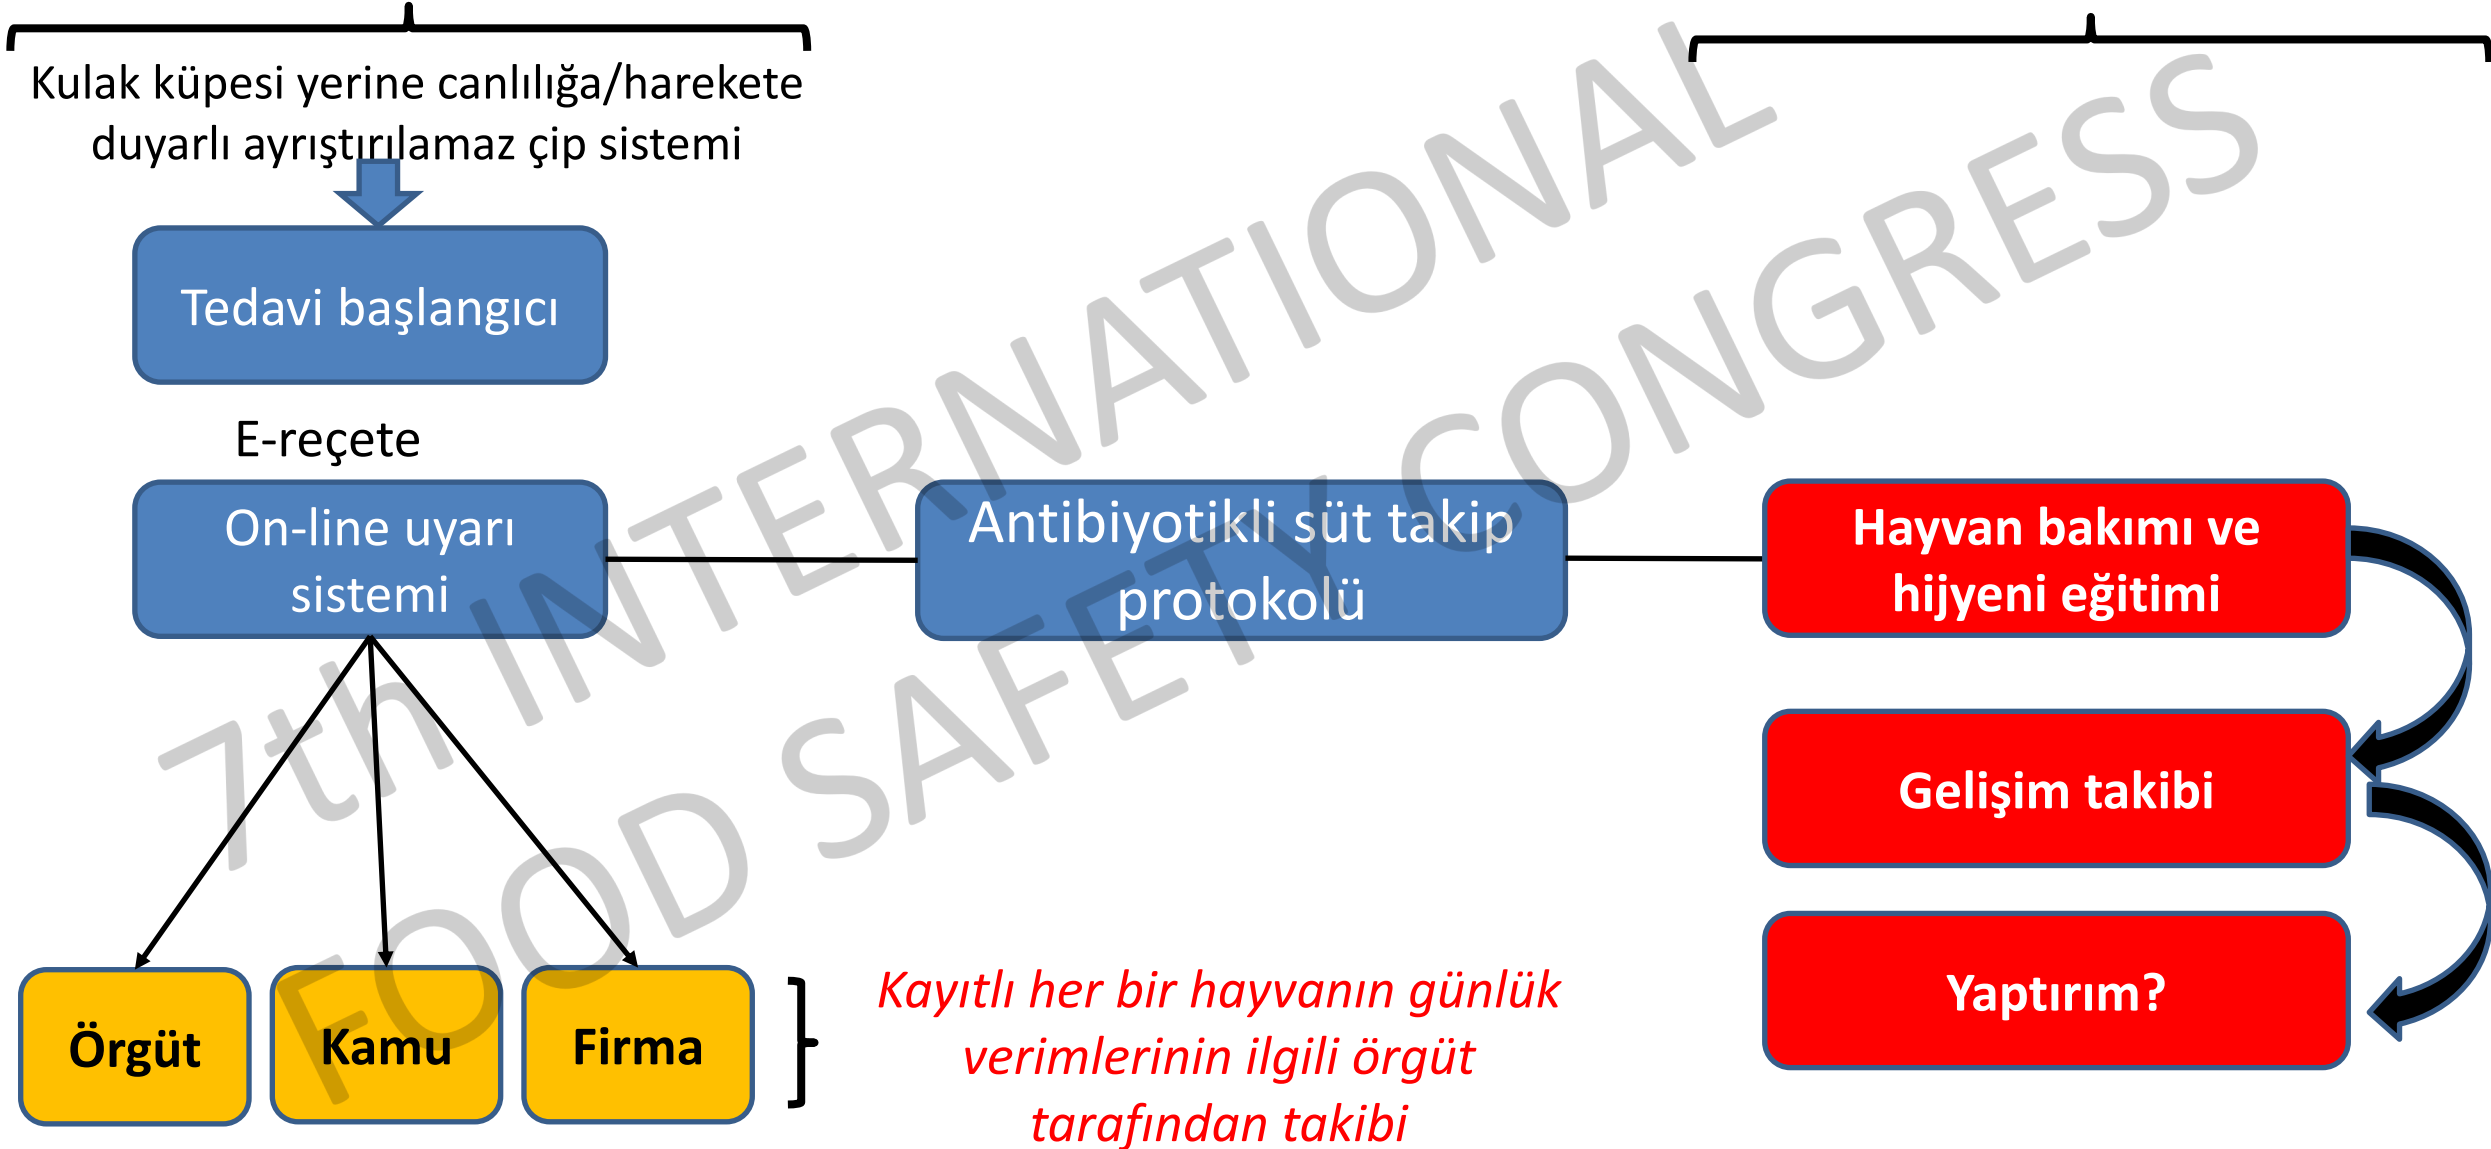 Kulak küpesi yerine canlılığa/harekete
duyarlı ayrıştırılamaz çip sistemi
Tedavi başlangıcı
E-reçete
On-line uyarı
sistemi
Antibiyotikli süt takip
protokolü
Hayvan bakımı ve
hijyeni eğitimi
Gelişim takibi
Yaptırım?
Örgüt
Kamu
Firma
Kayıtlı her bir hayvanın günlük
verimlerinin ilgili örgüt
tarafından takibi
7th INTERNATIONAL
FOOD SAFETY CONGRESS